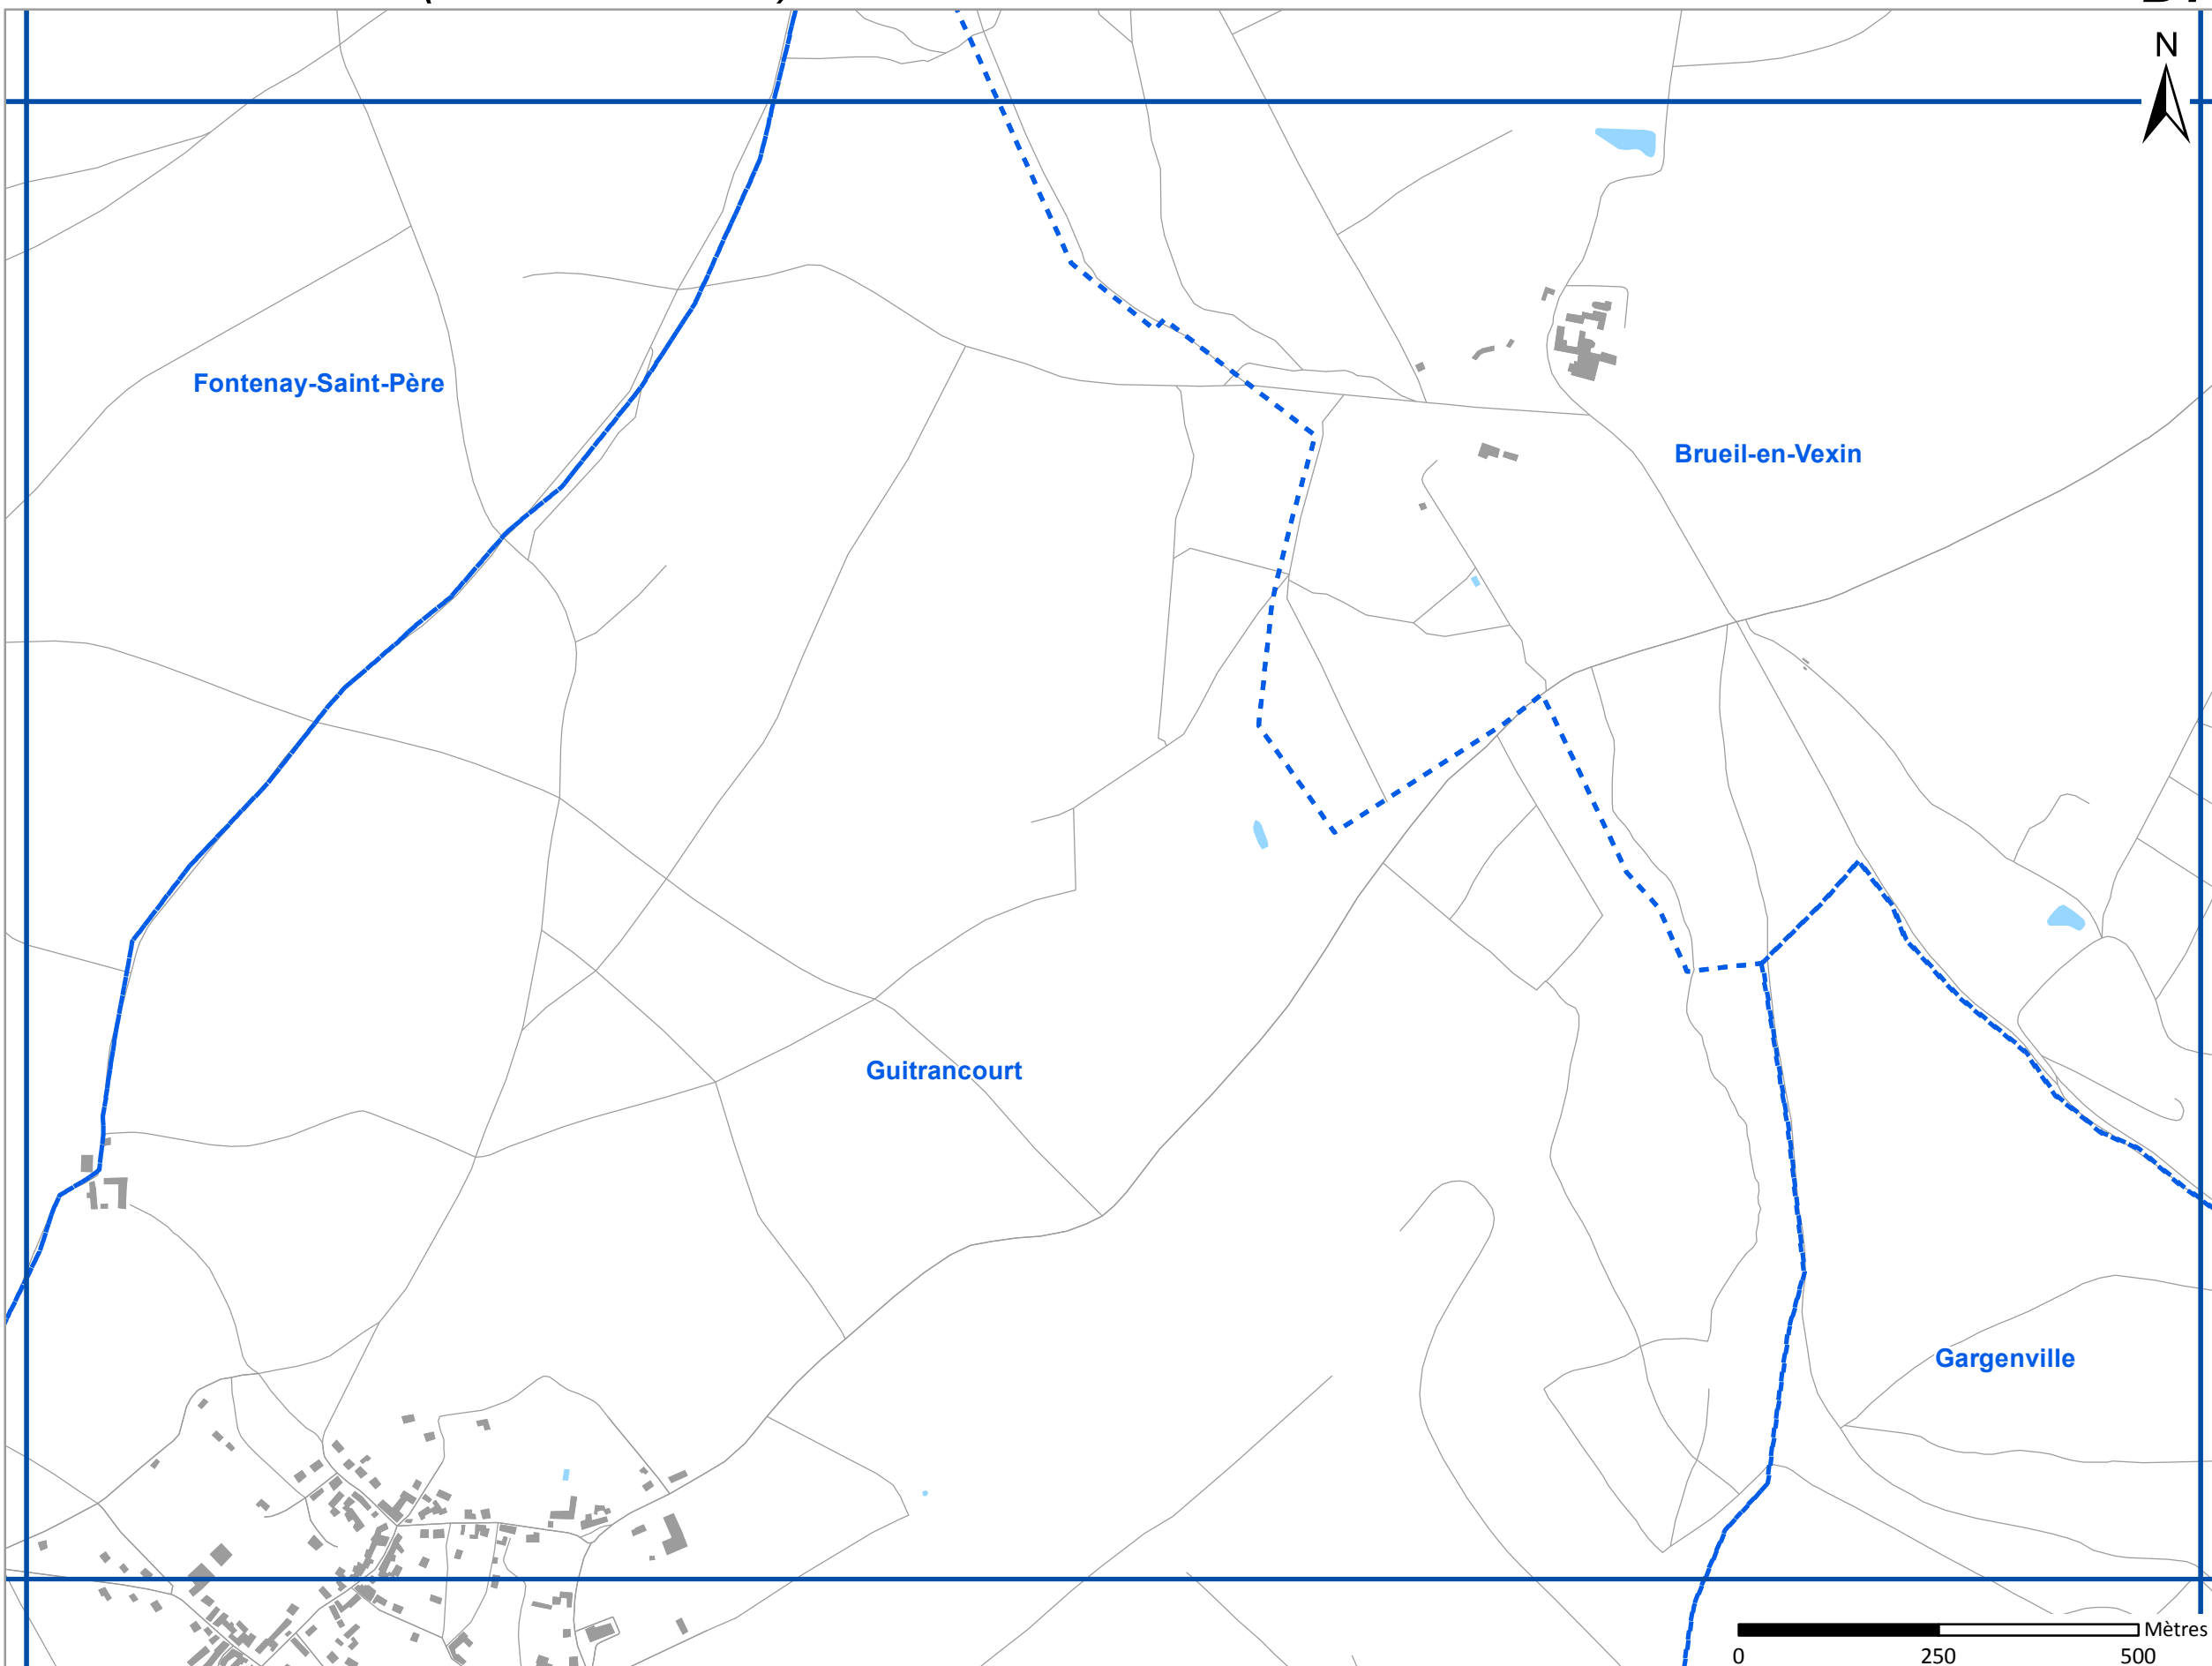 N
Fontenay-Saint-Père
Brueil-en-Vexin
Guitrancourt
Gargenville
Mètres
0 250 500